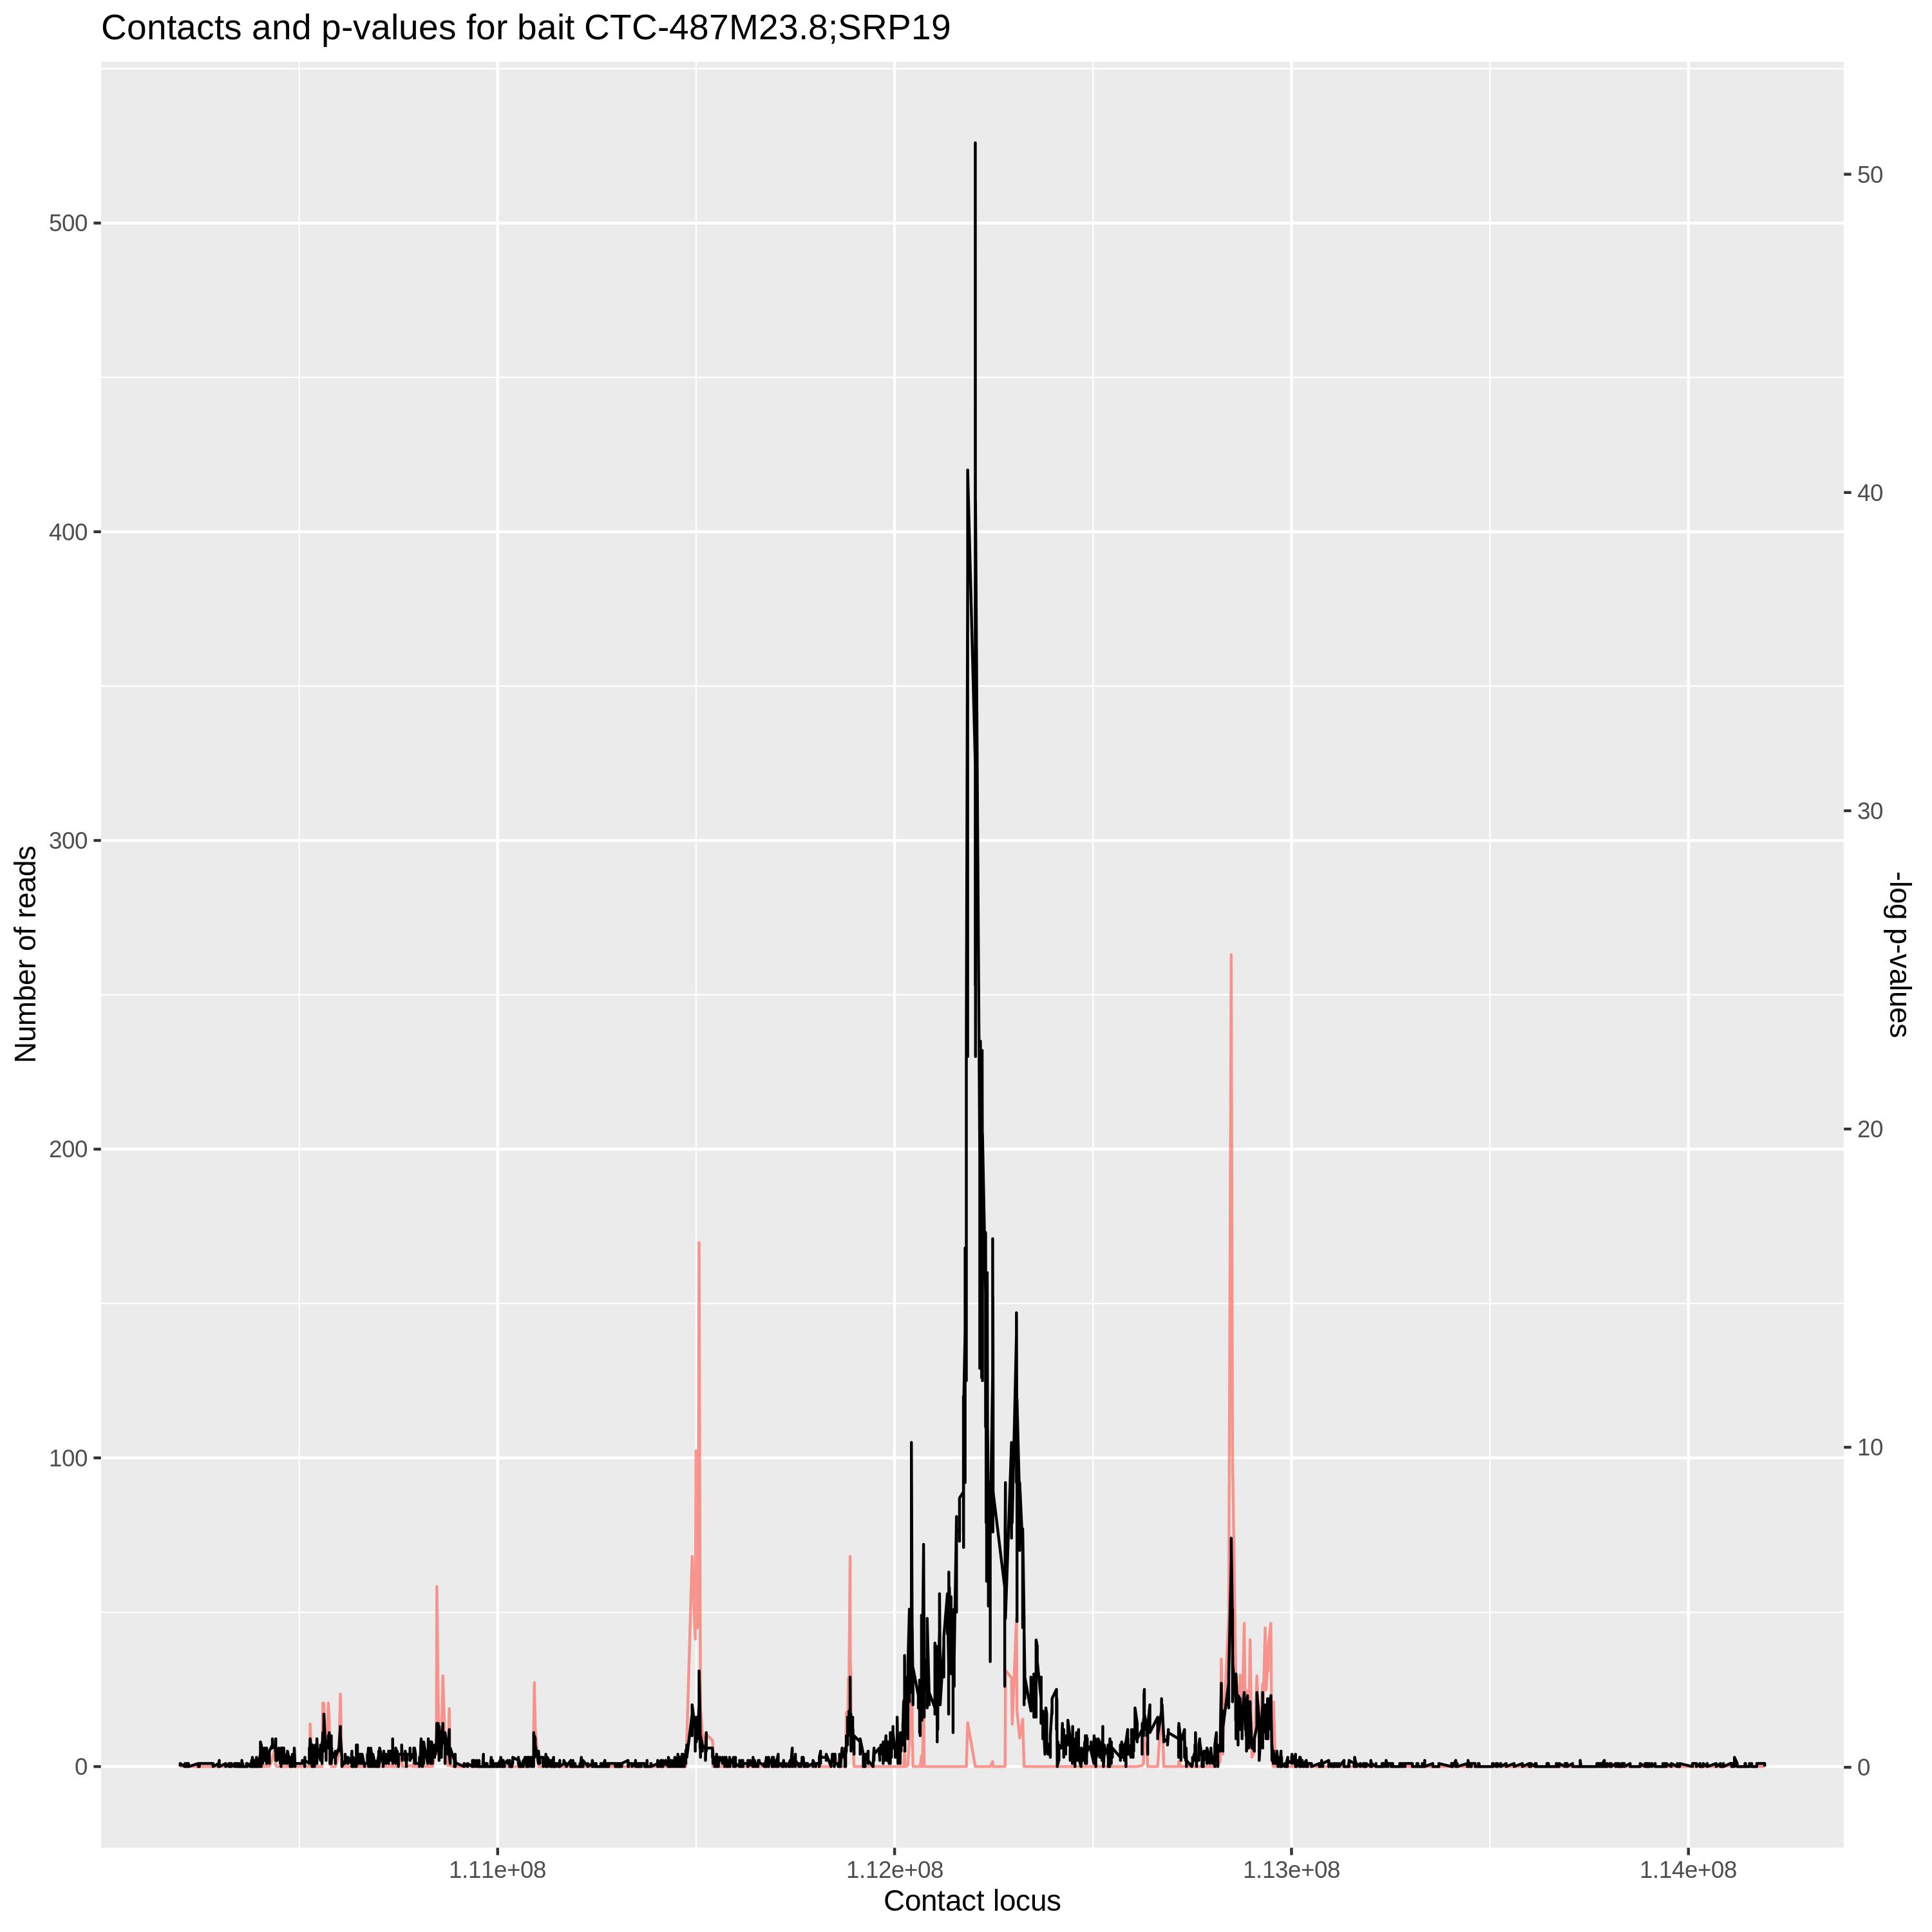 Contacts and p-values for bait CTC-487M23.8;SRP19
Number of reads
500
400
300
200
100
0
50
40
30
20
10
0
-log p-values
1.11e+08
1.12e+08
1.13e+08
1.14e+08
Contact locus